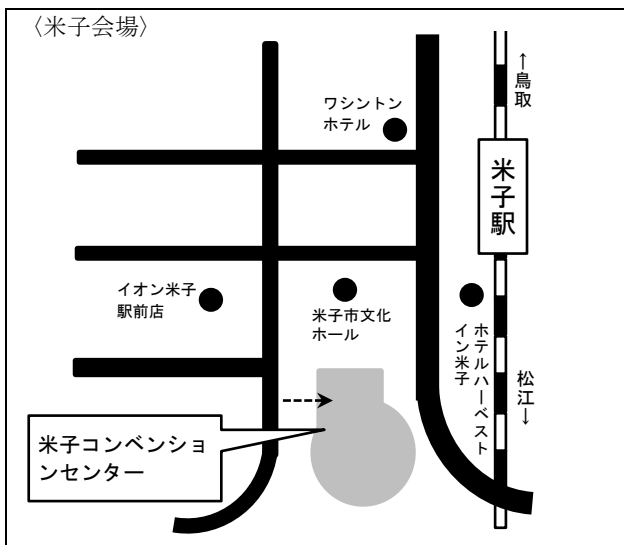 〈米子会場〉
↑鳥取
ワシントン
ホテル
米子駅
イオン米子
駅前店
米子市文化
ホール
ホテルハーベスト
イン米子
松江↓
米子コンベンショ
ンセンター